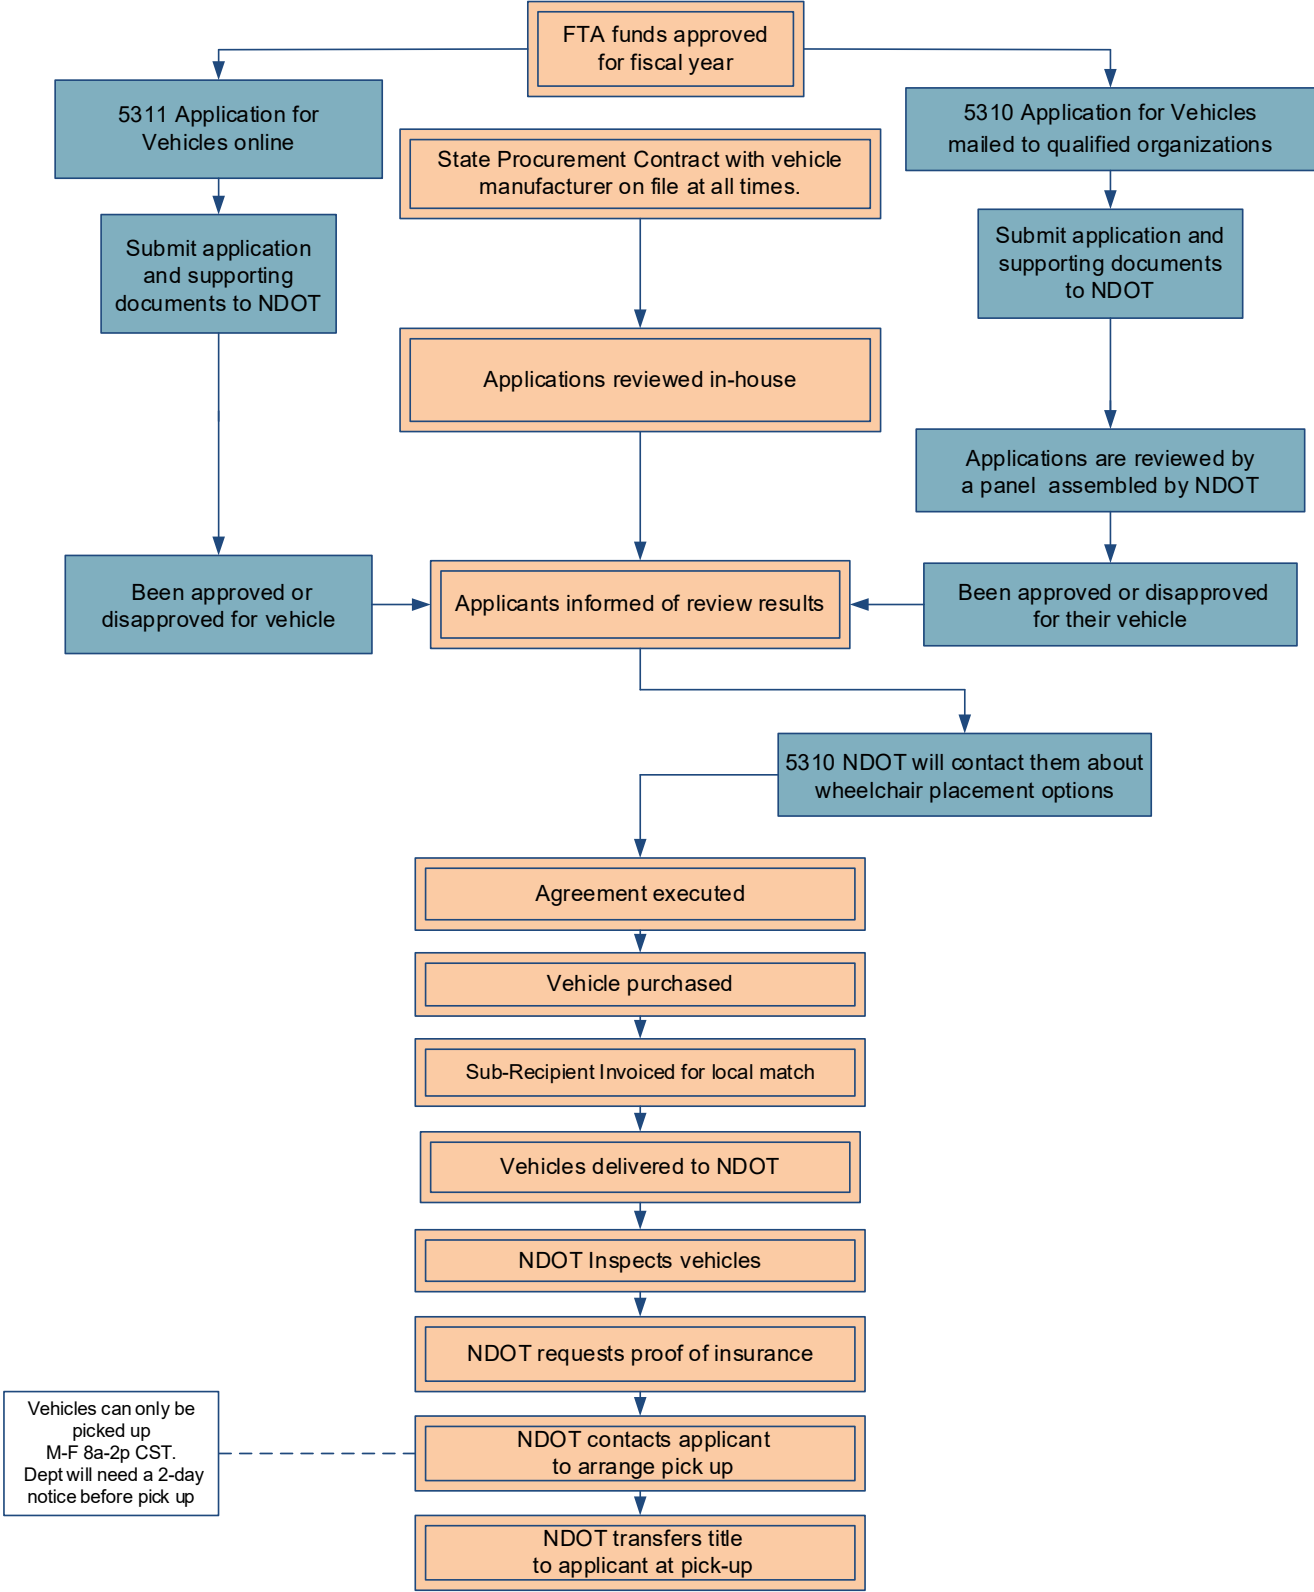 FTA funds approved
for fiscal year
5311 Application for
Vehicles online
5310 Application for Vehicles
mailed to qualified organizations
State Procurement Contract with vehicle
manufacturer on file at all times.
Submit application
and supporting
documents to NDOT
Submit application and
supporting documents
to NDOT
Applications reviewed in-house
Applications are reviewed by
a panel assembled by NDOT
Been approved or
disapproved for vehicle
Applicants informed of review results
Been approved or disapproved
for their vehicle
5310 NDOT will contact them about
wheelchair placement options
Agreement executed
Vehicle purchased
Sub-Recipient Invoiced for local match
Vehicles delivered to NDOT
NDOT Inspects vehicles
NDOT requests proof of insurance
Vehicles can only be
picked up
M-F 8a-2p CST.
Dept will need a 2-day
notice before pick up
NDOT contacts applicant
to arrange pick up
NDOT transfers title
to applicant at pick-up